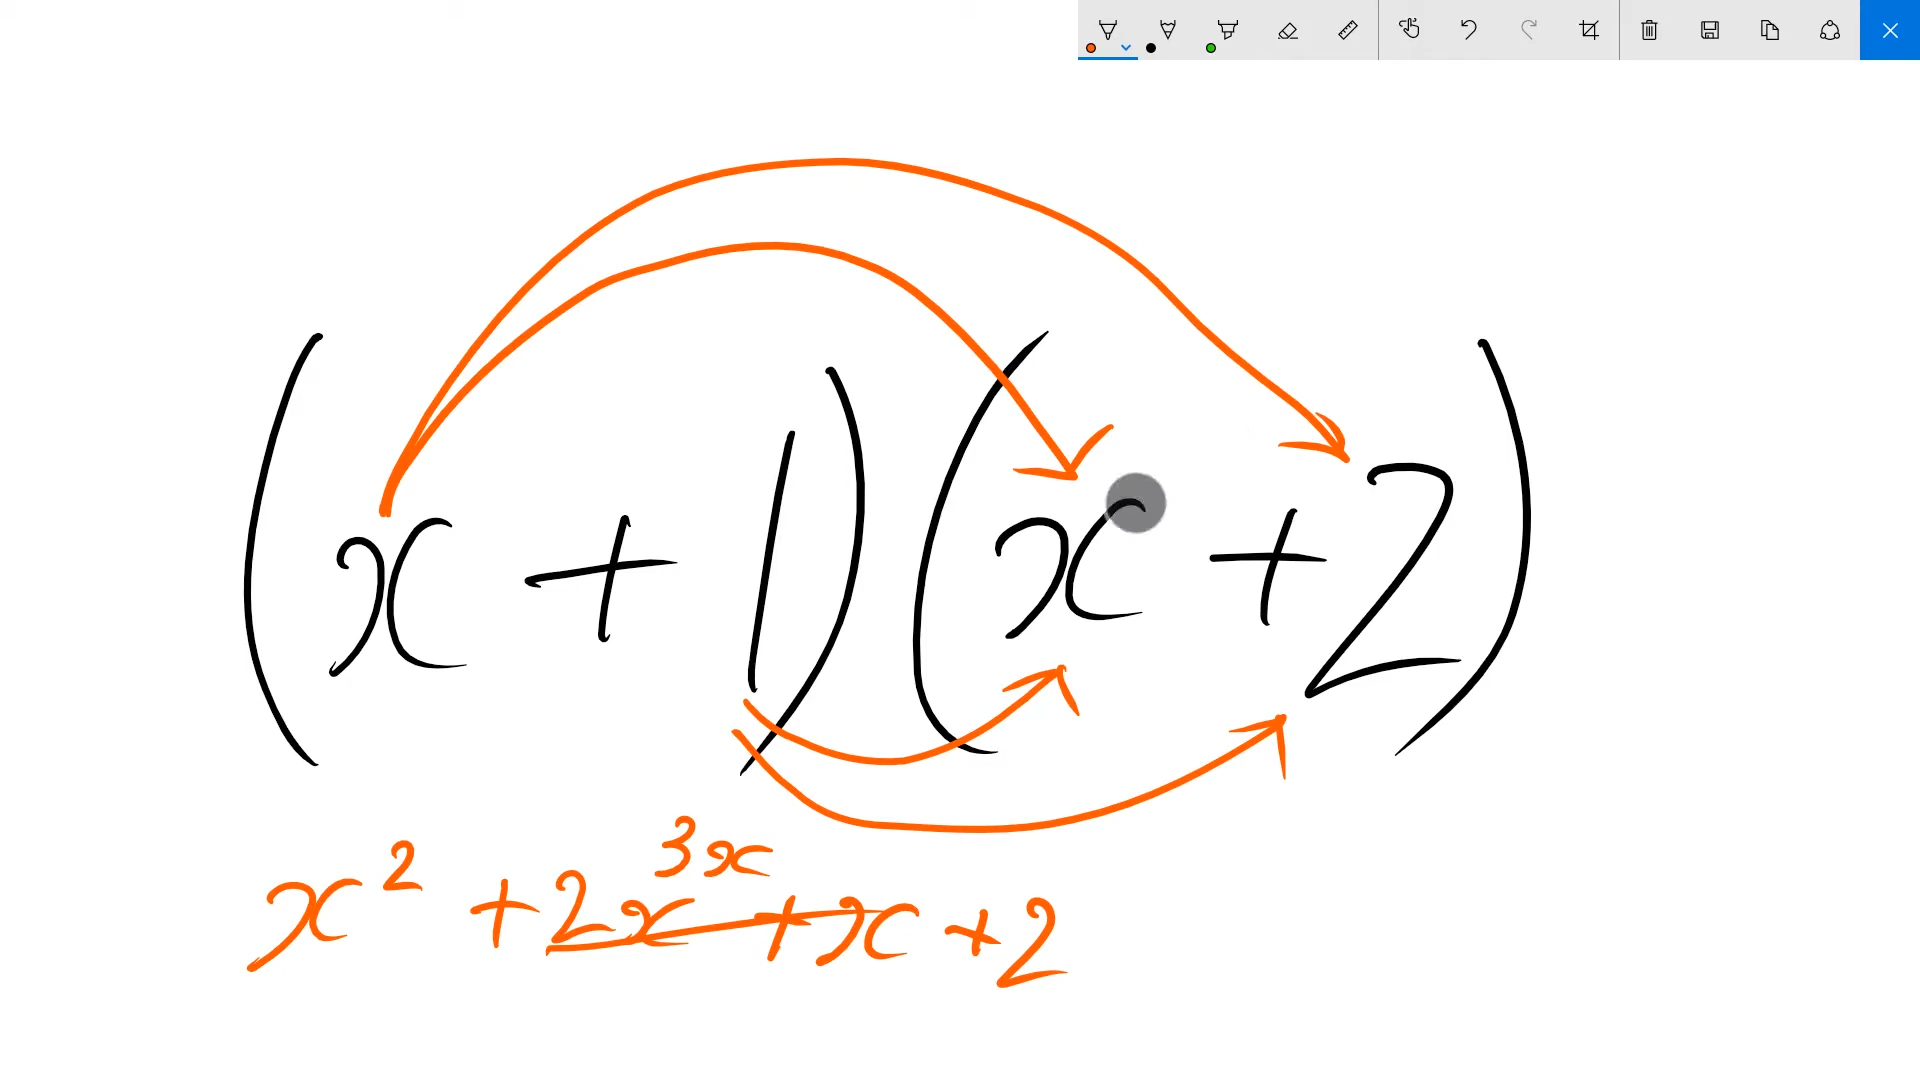 (x + 1)(x + 2)
3x
x² + 2x + x + 2